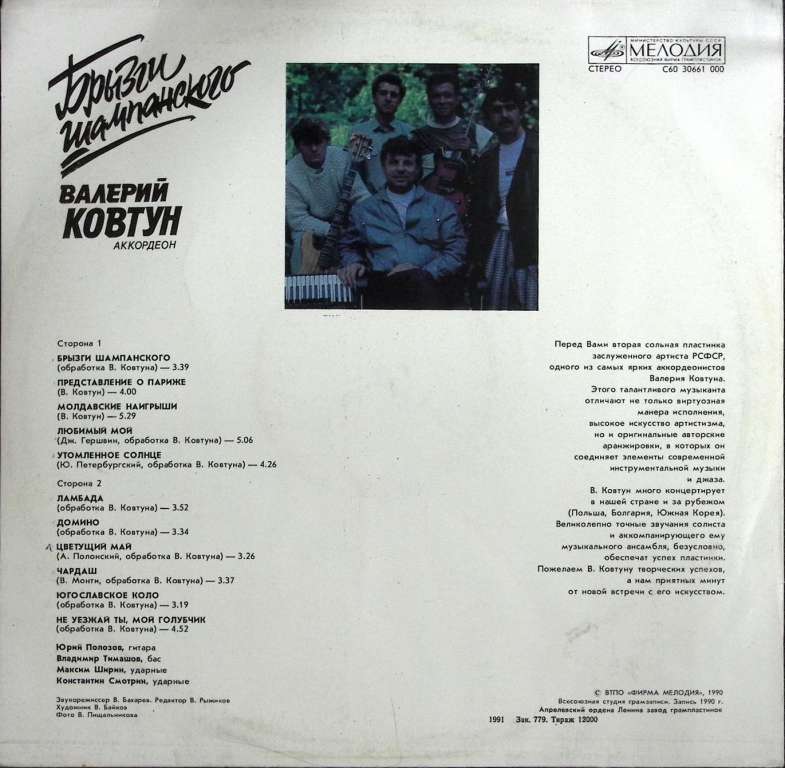 Брызги
шампанского
ВАЛЕРИЙ
КОВТУН
АККОРДЕОН
МИНИСТЕРСТВО КУЛЬТУРЫ СССР
МЕЛОДИЯ
ВСЕСОЮЗНАЯ ФИРМА ГРАМПЛАСТИНОК
СТЕРЕО С60 30661 000
Сторона 1
БРЫЗГИ ШАМПАНСКОГО
(обработка В. Ковтуна) — 3.39
ПРЕДСТАВЛЕНИЕ О ПАРИЖЕ
(В. Ковтун) — 4.00
МОЛДАВСКИЕ НАИГРЫШИ
(В. Ковтун) — 5.29
ЛЮБИМЫЙ МОЙ
(Дж. Гершвин, обработка В. Ковтуна) — 5.06
УТОМЛЕННОЕ СОЛНЦЕ
(Ю. Петербургский, обработка В. Ковтуна) — 4.26
Сторона 2
ЛАМБАДА
(обработка В. Ковтуна) — 3.52
ДОМИНО
(обработка В. Ковтуна) — 3.34
ЦВЕТУЩИЙ МАЙ
(А. Полонский, обработка В. Ковтуна) — 3.26
ЧАРДАШ
(В. Монти, обработка В. Ковтуна) — 3.37
ЮГОСЛАВСКОЕ КОЛО
(обработка В. Ковтуна) — 3.19
НЕ УЕЗЖАЙ ТЫ, МОЙ ГОЛУБЧИК
(обработка В. Ковтуна) — 4.52
Юрий Полозов, гитара
Владимир Тимашов, бас
Максим Ширин, ударные
Константин Смотрин, ударные
Звукорежиссер В. Бахарев. Редактор В. Рыжиков
Художник В. Бойков
Фото В. Пищальникова
Перед Вами вторая сольная пластинка
заслуженного артиста РСФСР,
одного из самых ярких аккордеонистов
Валерия Ковтуна.
Этого талантливого музыканта
отличают не только виртуозная
манера исполнения,
высокое искусство артистизма,
но и оригинальные авторские
аранжировки, в которых он
соединяет элементы современной
инструментальной музыки
и джаза.
В. Ковтун много концертирует
в нашей стране и за рубежом
(Польша, Болгария, Южная Корея).
Великолепно точные звучания солиста
и аккомпанирующего ему
музыкального ансамбля, безусловно,
обеспечат успех пластинки.
Пожелаем В. Ковтуну творческих успехов,
а нам приятных минут
от новой встречи с его искусством.
© ВТПО «ФИРМА МЕЛОДИЯ», 1990
Всесоюзная студия грамзаписи. Запись 1990 г.
Апрелевский ордена Ленина завод грампластинок
1991 Зак. 779. Тираж 12000